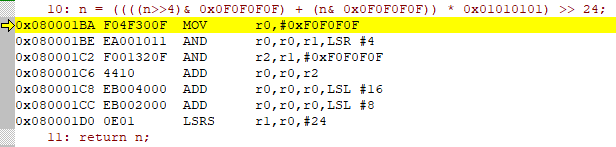 10: n = ((((n>>4)& 0x0F0F0F0F) + (n& 0x0F0F0F0F)) * 0x01010101) >> 24;
0x080001BA F04F300F MOV r0,#0xF0F0F0F
0x080001BE EA001011 AND r0,r0,r1,LSR #4
0x080001C2 F001320F AND r2,r1,#0xF0F0F0F
0x080001C6 4410 ADD r0,r0,r2
0x080001C8 EB004000 ADD r0,r0,r0,LSL #16
0x080001CC EB002000 ADD r0,r0,r0,LSL #8
0x080001D0 0E01 LSRS r1,r0,#24
11: return n;